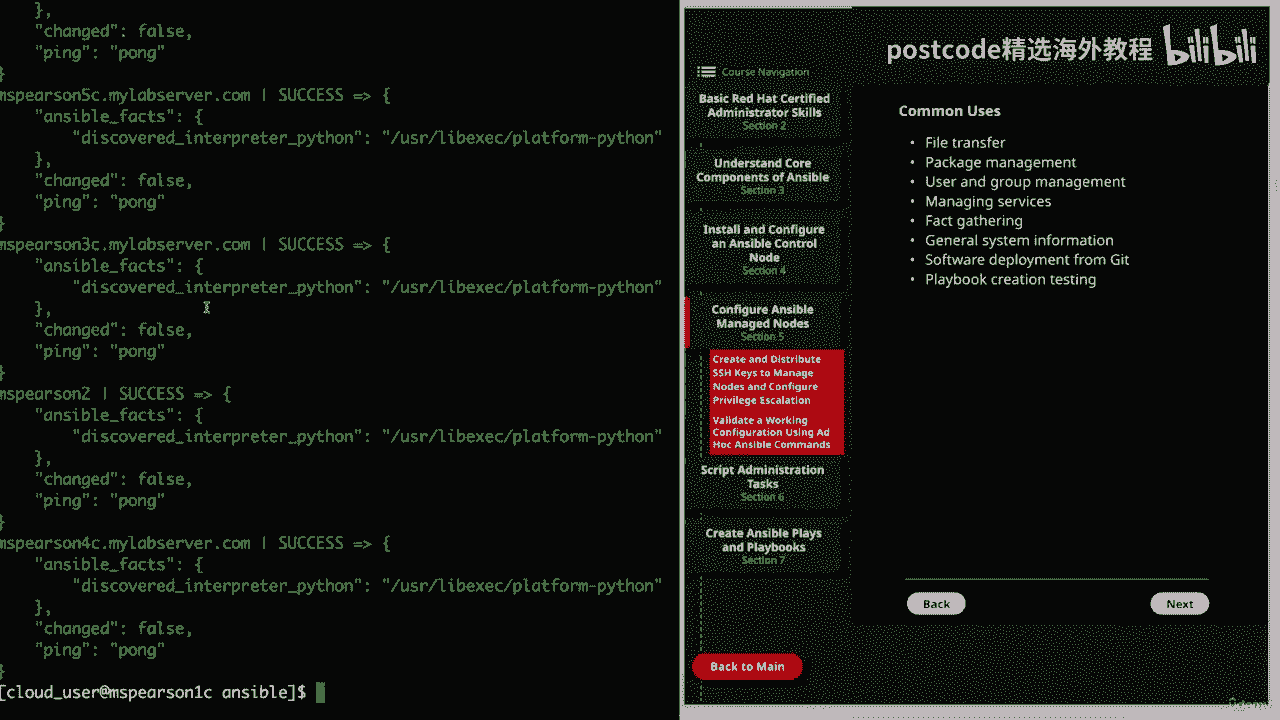 },
"changed": false,
"ping": "pong"
}
mspearson5c.mylabserver.com | SUCCESS => {
"ansible_facts": {
"discovered_interpreter_python": "/usr/libexec/platform-python"
},
"changed": false,
"ping": "pong"
}
mspearson3c.mylabserver.com | SUCCESS => {
"ansible_facts": {
"discovered_interpreter_python": "/usr/libexec/platform-python"
},
"changed": false,
"ping": "pong"
}
mspearson2 | SUCCESS => {
"ansible_facts": {
"discovered_interpreter_python": "/usr/libexec/platform-python"
},
"changed": false,
"ping": "pong"
}
mspearson4c.mylabserver.com | SUCCESS => {
"ansible_facts": {
"discovered_interpreter_python": "/usr/libexec/platform-python"
},
"changed": false,
"ping": "pong"
}
[cloud_user@mspearson1c ansible]$
postcode精选海外教程 bilibili
Course Navigation
Basic Red Hat Certified
Administrator Skills
Section 2
Understand Core
Components of Ansible
Section 3
Install and Configure
an Ansible Control
Node
Section 4
Configure Ansible
Managed Nodes
Section 5
Create and Distribute
SSH Keys to Manage
Nodes and Configure
Privilege Escalation
Validate a Working
Configuration Using Ad
Hoc Ansible Commands
Script Administration
Tasks
Section 6
Create Ansible Plays
and Playbooks
Section 7
Back to Main
Common Uses
• File transfer
• Package management
• User and group management
• Managing services
• Fact gathering
• General system information
• Software deployment from Git
• Playbook creation testing
Back
Next